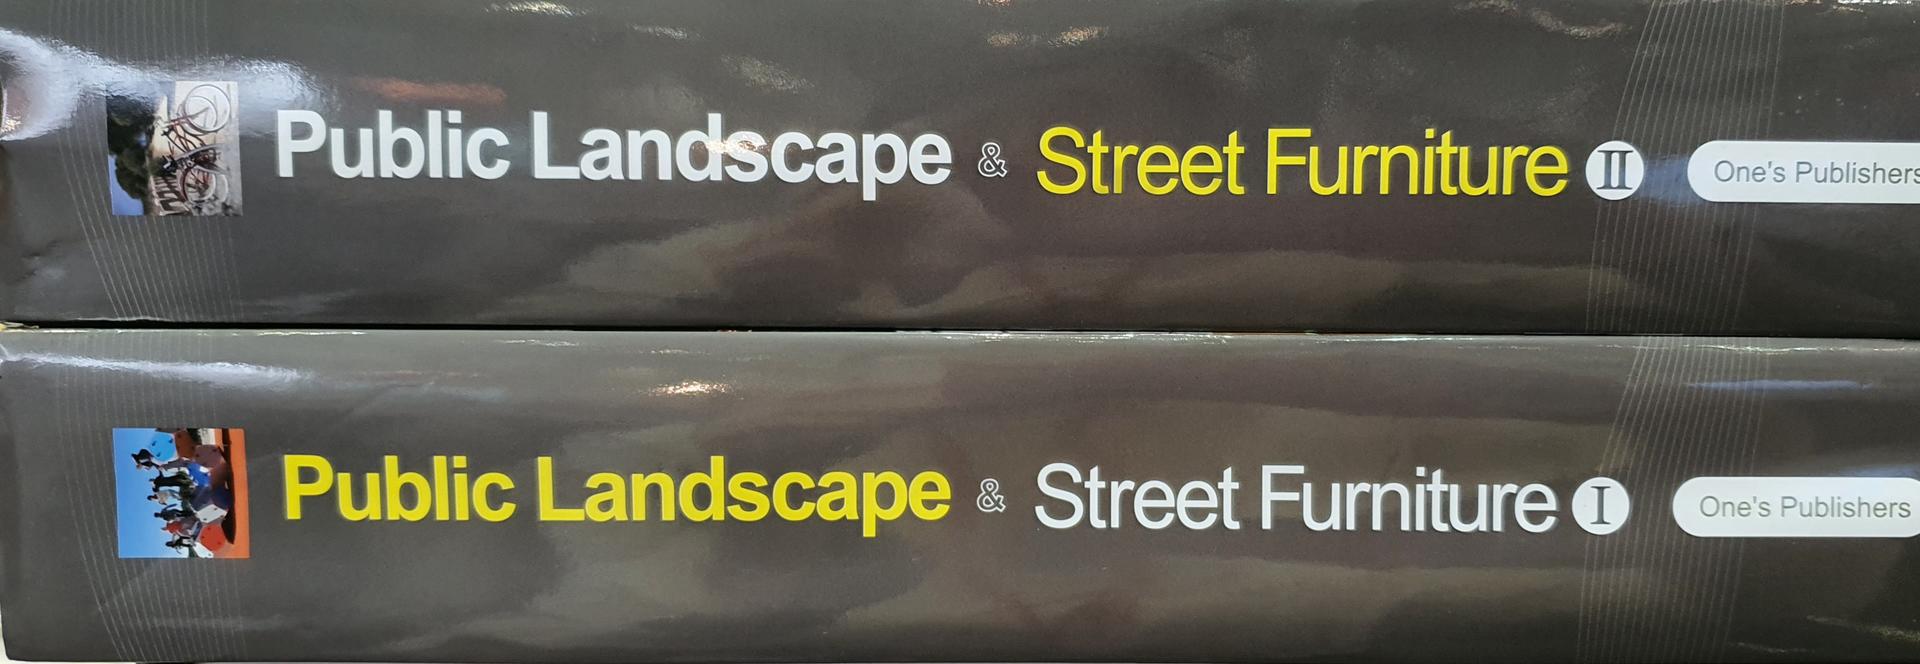 Public Landscape & Street Furniture II One's Publishers
Public Landscape & Street Furniture I One's Publishers